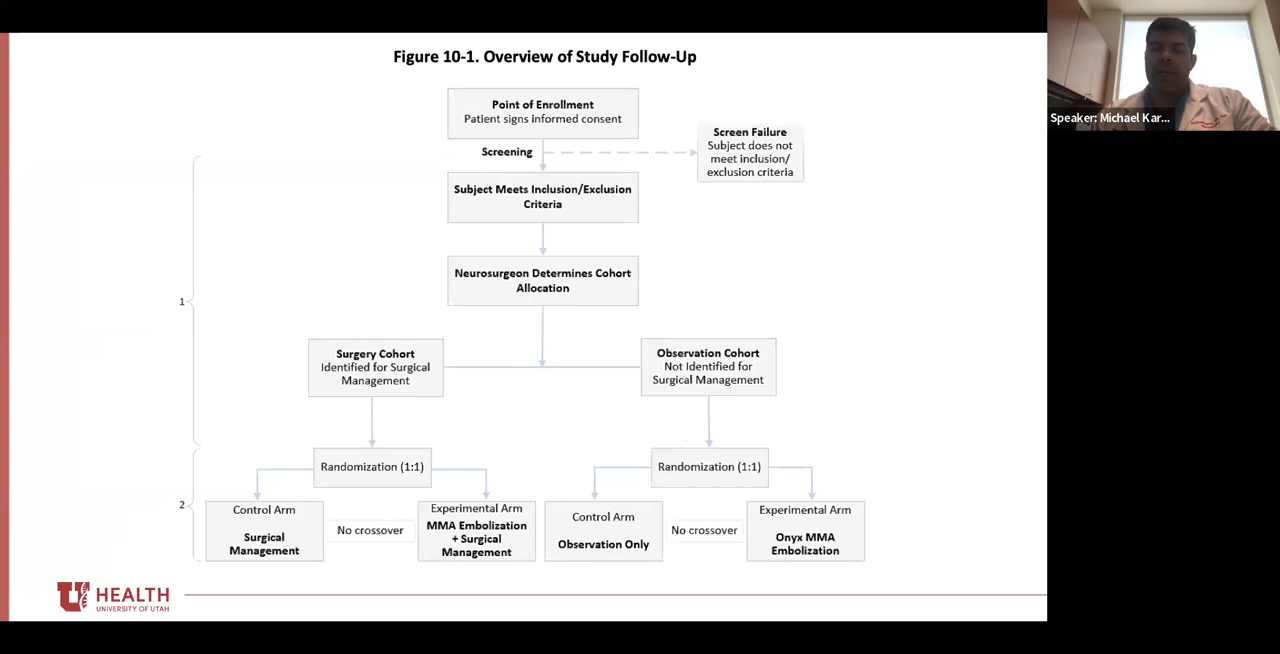 Figure 10-1. Overview of Study Follow-Up
Speaker: Michael Kar...
Point of Enrollment
Patient signs informed consent
Screening
Screen Failure
Subject does not
meet inclusion/
exclusion criteria
Subject Meets Inclusion/Exclusion
Criteria
Neurosurgeon Determines Cohort
Allocation
1
Surgery Cohort
Identified for Surgical
Management
Observation Cohort
Not Identified for
Surgical Management
Randomization (1:1)
Randomization (1:1)
2
Control Arm
Surgical
Management
No crossover
Experimental Arm
MMA Embolization
+ Surgical
Management
Control Arm
Observation Only
No crossover
Experimental Arm
Onyx MMA
Embolization
U HEALTH
UNIVERSITY OF UTAH